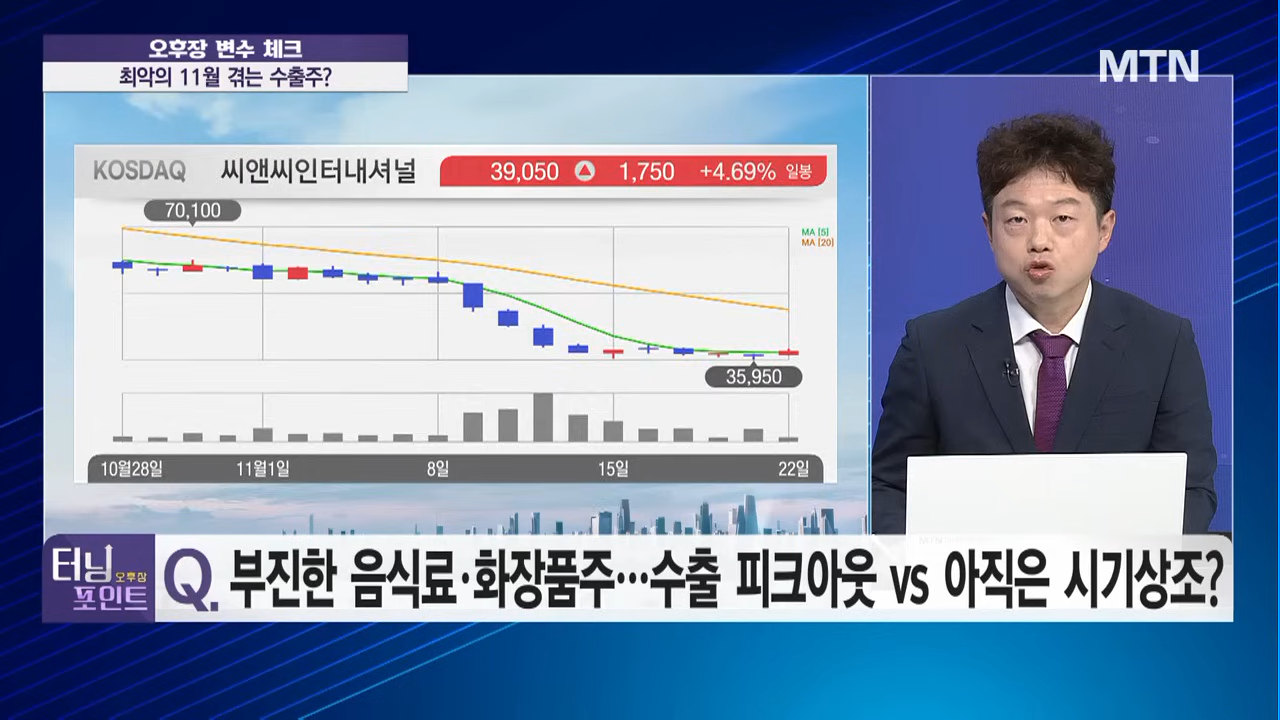 오후장 변수 체크
최악의 11월 겪는 수출주?
MTN
KOSDAQ 씨앤씨인터내셔널 39,050 1,750 +4.69% 일봉
70,100
MA [5]
MA [20]
35,950
10월28일 11월1일 8일 15일 22일
터닝 오후장
포인트
Q. 부진한 음식료·화장품주…수출 피크아웃 vs 아직은 시기상조?